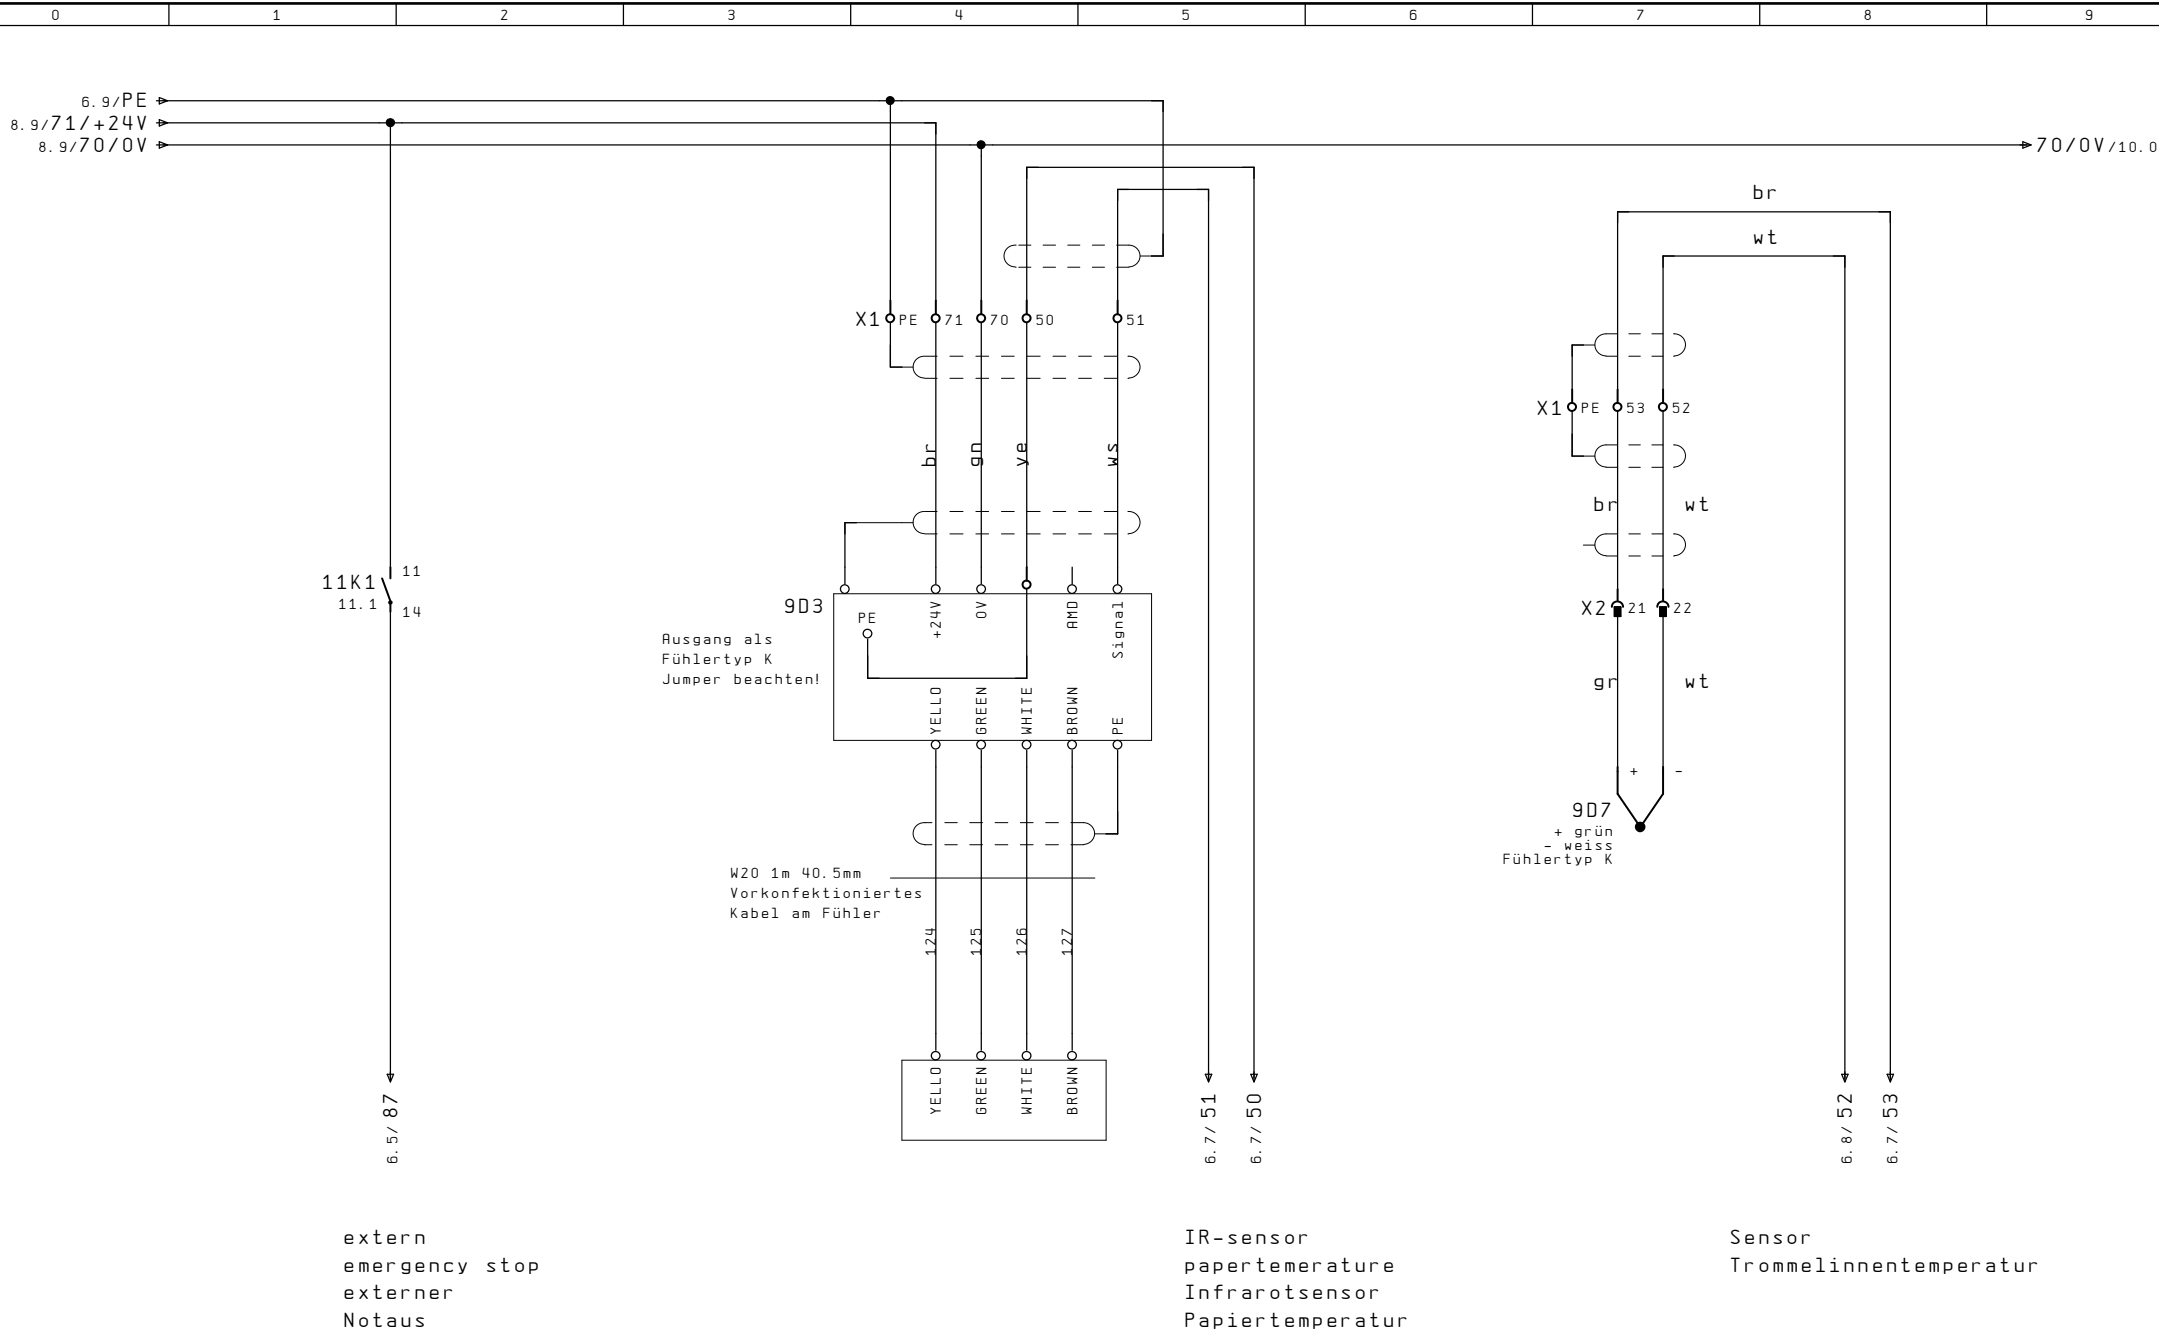 0 1 2 3 4 5 6 7 8 9
6.9/PE
8.9/71/+24V
8.9/70/0V
70/0V/10.0
br
wt
X1 PE 71 70 50 51
X1 PE 53 52
br gn ye ws
br wt
11K1 11
11.1 14
9D3
PE +24V 0V AMD Signal
X2 21 22
Ausgang als
Fühlertyp K
Jumper beachten!
gr wt
YELLO GREEN WHITE BROWN PE
+ -
9D7
+ grün
- weiss
Fühlertyp K
W20 1m 40.5mm
Vorkonfektioniertes
Kabel am Fühler
124 125 126 127
YELLO GREEN WHITE BROWN
6.5/87
6.7/51
6.7/50
6.8/52
6.7/53
extern
emergency stop
externer
Notaus
IR-sensor
papertemerature
Infrarotsensor
Papiertemperatur
Sensor
Trommelinnentemperatur